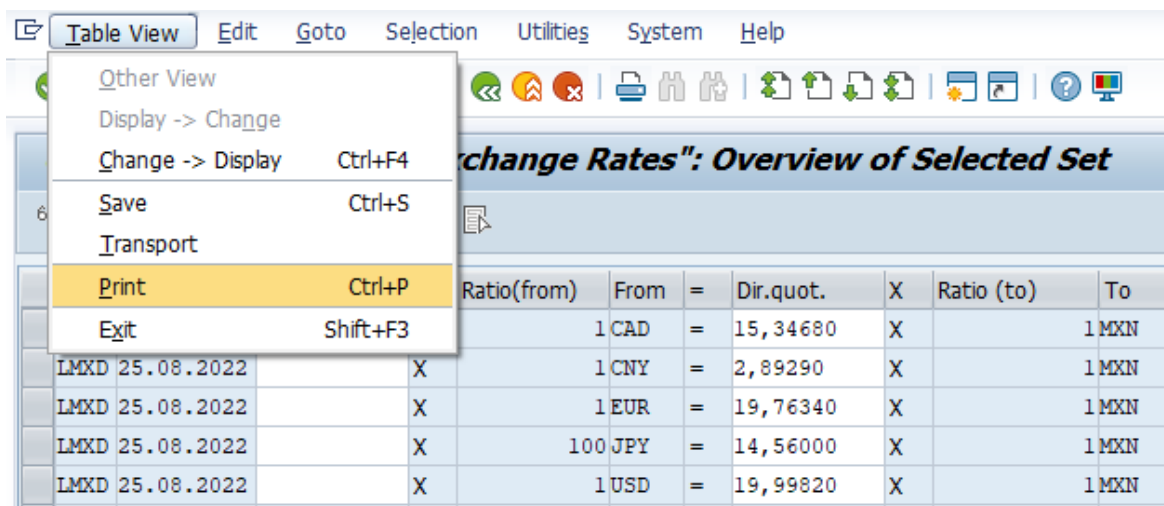 Table View Edit Goto Selection Utilities System Help
Other View
Display -> Change
Change -> Display Ctrl+F4
Save Ctrl+S
Transport
Print Ctrl+P
Exit Shift+F3
xchange Rates": Overview of Selected Set
Ratio(from) From = Dir.quot. X Ratio (to) To
1 CAD = 15,34680 X 1 MXN
LMXD 25.08.2022 X 1 CNY = 2,89290 X 1 MXN
LMXD 25.08.2022 X 1 EUR = 19,76340 X 1 MXN
LMXD 25.08.2022 X 100 JPY = 14,56000 X 1 MXN
LMXD 25.08.2022 X 1 USD = 19,99820 X 1 MXN